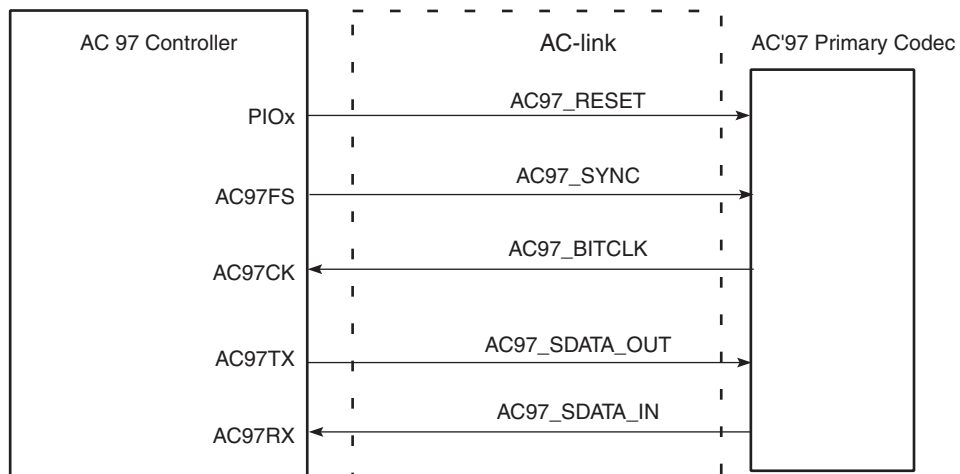 AC 97 Controller
AC-link
AC'97 Primary Codec
PIOx
AC97_RESET
AC97FS
AC97_SYNC
AC97CK
AC97_BITCLK
AC97TX
AC97_SDATA_OUT
AC97RX
AC97_SDATA_IN